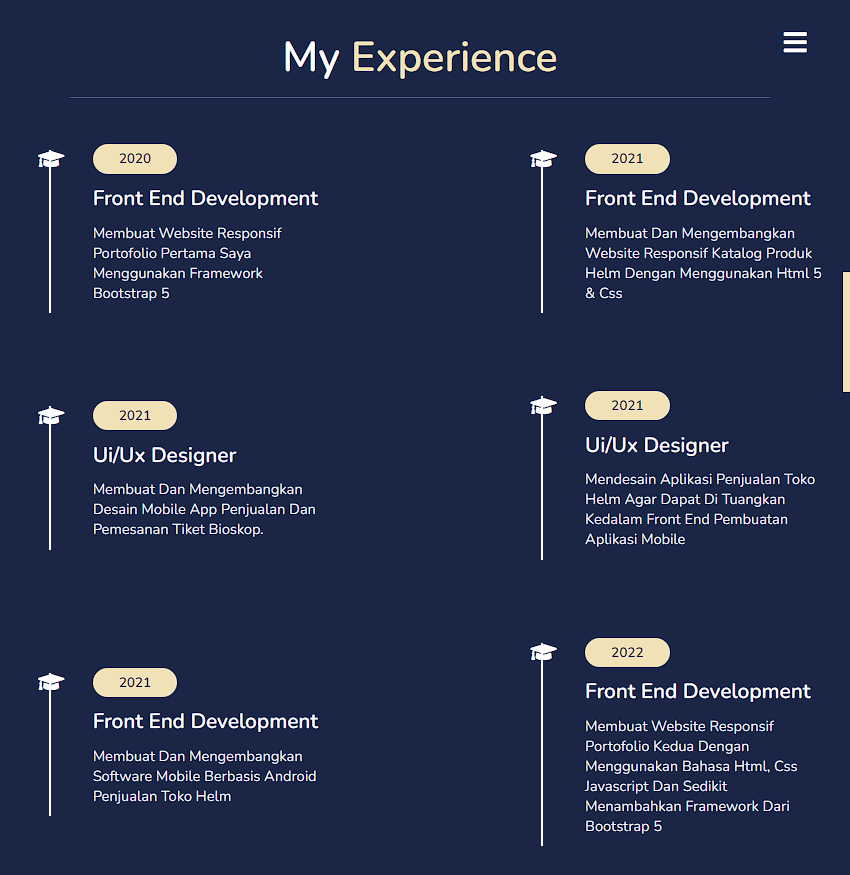 My Experience
2020
Front End Development
Membuat Website Responsif
Portofolio Pertama Saya
Menggunakan Framework
Bootstrap 5
2021
Front End Development
Membuat Dan Mengembangkan
Website Responsif Katalog Produk
Helm Dengan Menggunakan Html 5
& Css
2021
Ui/Ux Designer
Membuat Dan Mengembangkan
Desain Mobile App Penjualan Dan
Pemesanan Tiket Bioskop.
2021
Ui/Ux Designer
Mendesain Aplikasi Penjualan Toko
Helm Agar Dapat Di Tuangkan
Kedalam Front End Pembuatan
Aplikasi Mobile
2021
Front End Development
Membuat Dan Mengembangkan
Software Mobile Berbasis Android
Penjualan Toko Helm
2022
Front End Development
Membuat Website Responsif
Portofolio Kedua Dengan
Menggunakan Bahasa Html, Css
Javascript Dan Sedikit
Menambahkan Framework Dari
Bootstrap 5